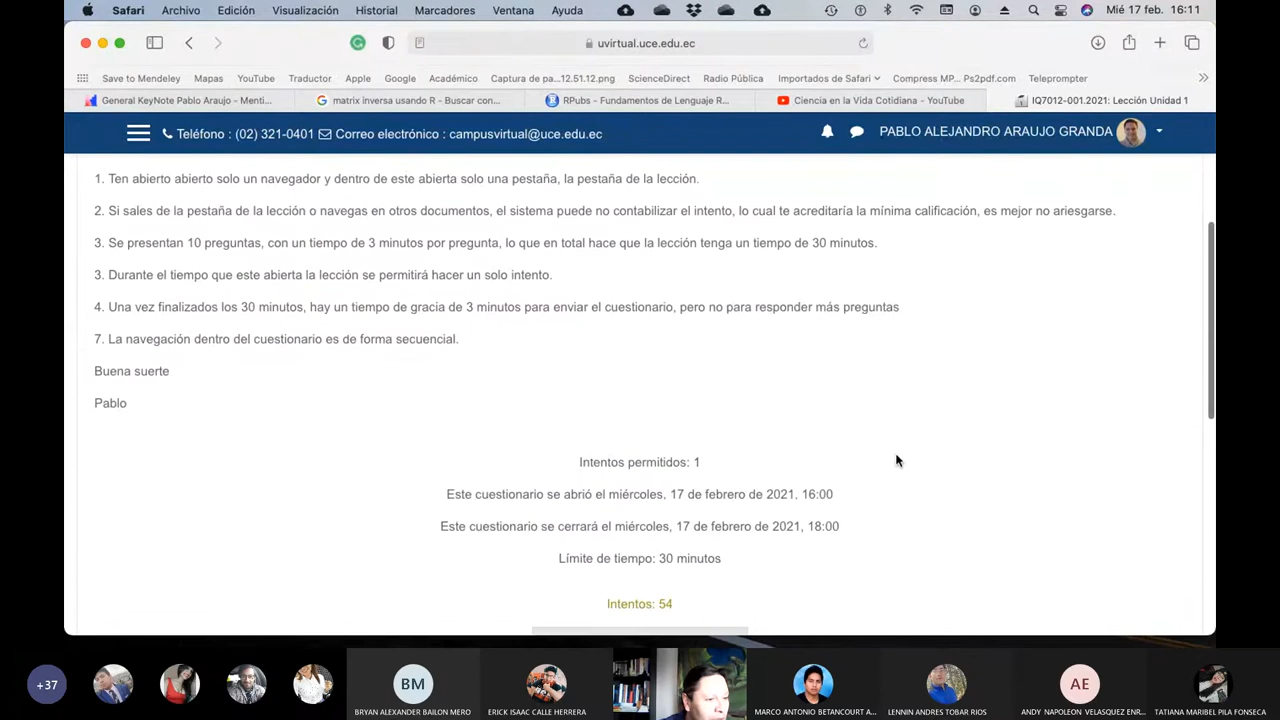 Safari Archivo Edición Visualización Historial Marcadores Ventana Ayuda Mié 17 feb. 16:11
uvirtual.uce.edu.ec
Save to Mendeley Mapas YouTube Traductor Apple Google Académico Captura de pa...12.51.12.png ScienceDirect Radio Pública Importados de Safari Compress MP... Ps2pdf.com Teleprompter
General KeyNote Pablo Araujo - Menti... matrix inversa usando R - Buscar con... RPubs - Fundamentos de Lenguaje R... Ciencia en la Vida Cotidiana - YouTube IQ7012-001.2021: Lección Unidad 1
Teléfono : (02) 321-0401 Correo electrónico : campusvirtual@uce.edu.ec PABLO ALEJANDRO ARAUJO GRANDA
1. Ten abierto abierto solo un navegador y dentro de este abierta solo una pestaña, la pestaña de la lección.
2. Si sales de la pestaña de la lección o navegas en otros documentos, el sistema puede no contabilizar el intento, lo cual te acreditaría la mínima calificación, es mejor no ariesgarse.
3. Se presentan 10 preguntas, con un tiempo de 3 minutos por pregunta, lo que en total hace que la lección tenga un tiempo de 30 minutos.
3. Durante el tiempo que este abierta la lección se permitirá hacer un solo intento.
4. Una vez finalizados los 30 minutos, hay un tiempo de gracia de 3 minutos para enviar el cuestionario, pero no para responder más preguntas
7. La navegación dentro del cuestionario es de forma secuencial.
Buena suerte
Pablo
Intentos permitidos: 1
Este cuestionario se abrió el miércoles, 17 de febrero de 2021, 16:00
Este cuestionario se cerrará el miércoles, 17 de febrero de 2021, 18:00
Límite de tiempo: 30 minutos
Intentos: 54
+37 BM AE
BRYAN ALEXANDER BAILON MERO ERICK ISAAC CALLE HERRERA MARCO ANTONIO BETANCOURT A... LENNIN ANDRES TOBAR RIOS ANDY NAPOLEON VELASQUEZ ENR... TATIANA MARIBEL PILA FONSECA